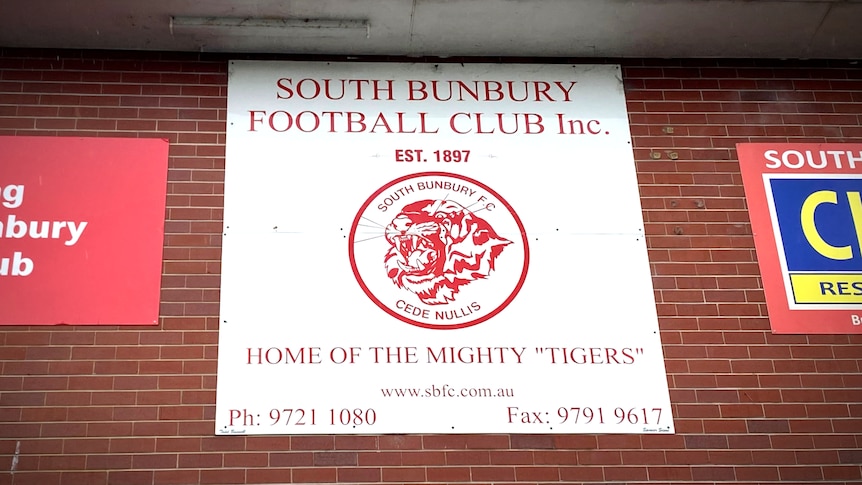 SOUTH BUNBURY
FOOTBALL CLUB Inc.
EST. 1897
SOUTH BUNBURY F.C
CEDE NULLIS
HOME OF THE MIGHTY "TIGERS"
www.sbfc.com.au
Ph: 9721 1080 Fax: 9791 9617
ng
nbury
ub
SOUTH
C
RES
B